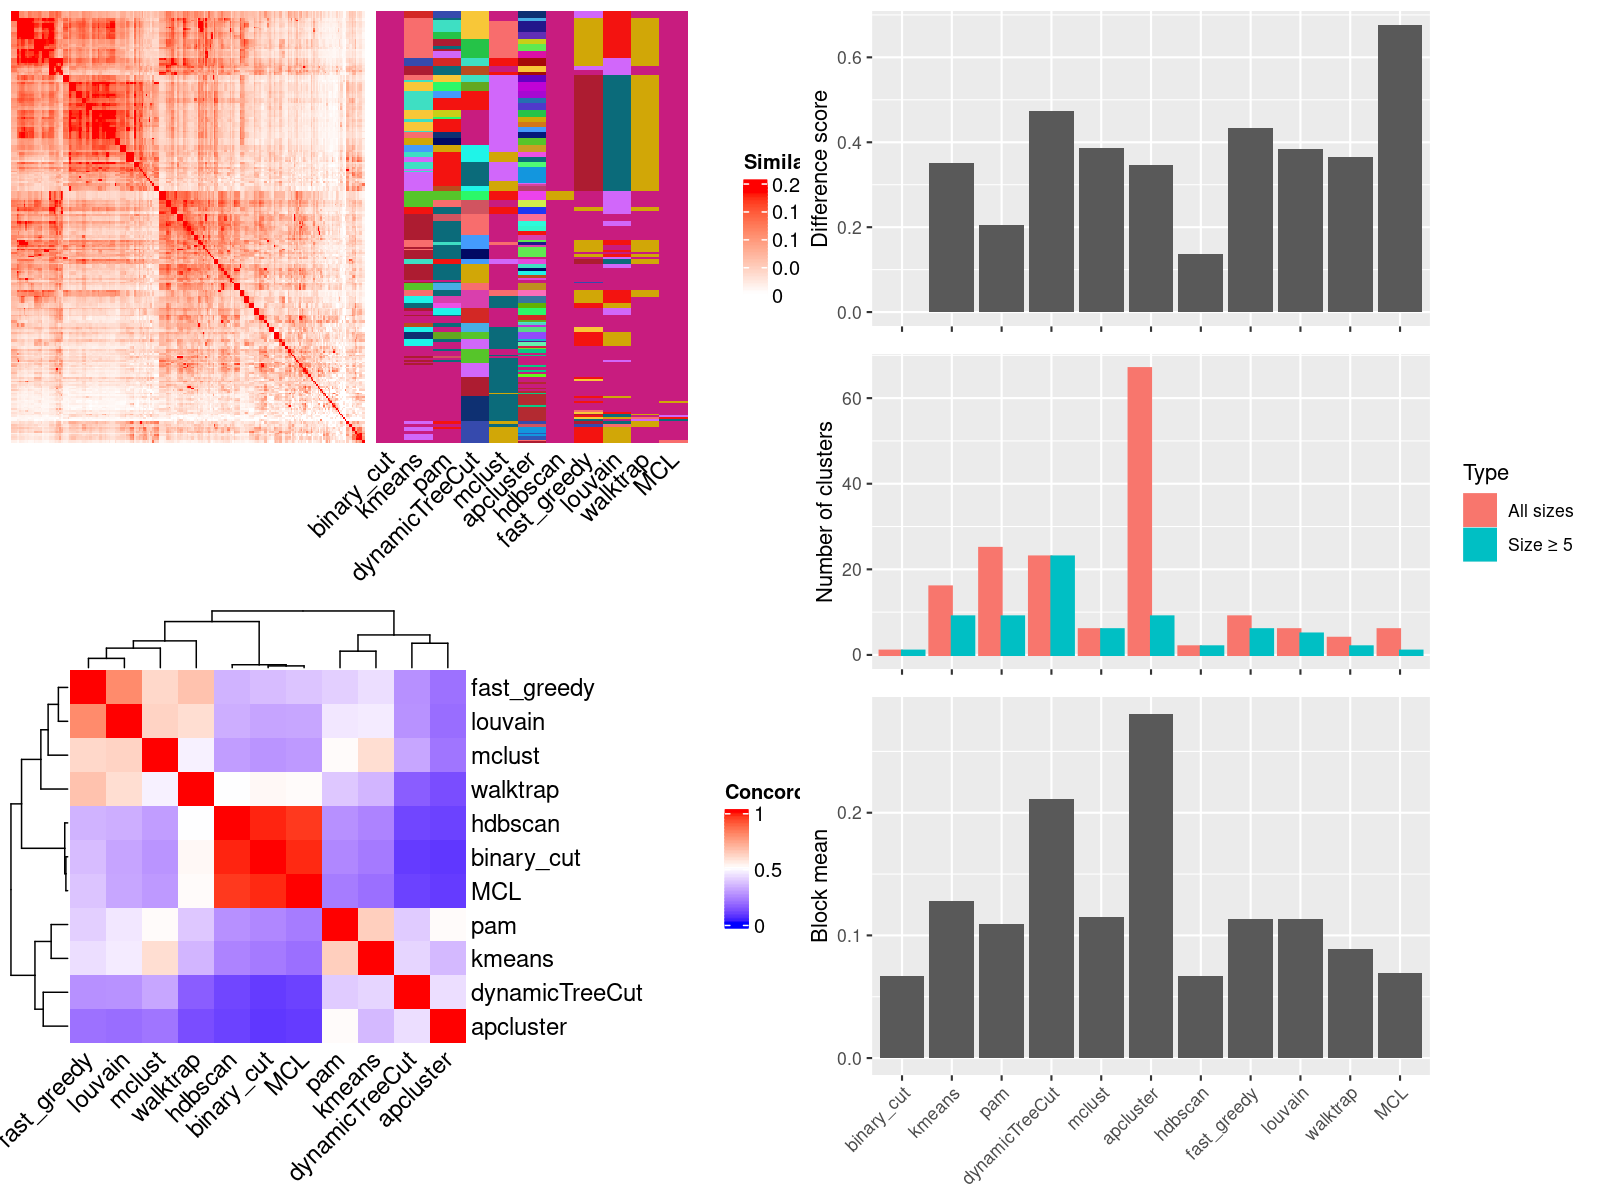 Simila
0.2
0.1
0.1
0.0
0
binary_cut
kmeans
pam
dynamicTreeCut
mclust
apcluster
hdbscan
fast_greedy
louvain
walktrap
MCL
fast_greedy
louvain
mclust
walktrap
hdbscan
binary_cut
MCL
pam
kmeans
dynamicTreeCut
apcluster
fast_greedy
louvain
mclust
walktrap
hdbscan
binary_cut
MCL
pam
kmeans
dynamicTreeCut
apcluster
Concord
1
0.5
0
Difference score
0.6
0.4
0.2
0.0
Number of clusters
60
40
20
0
Type
All sizes
Size ≥ 5
Block mean
0.2
0.1
0.0
binary_cut
kmeans
pam
dynamicTreeCut
mclust
apcluster
hdbscan
fast_greedy
louvain
walktrap
MCL